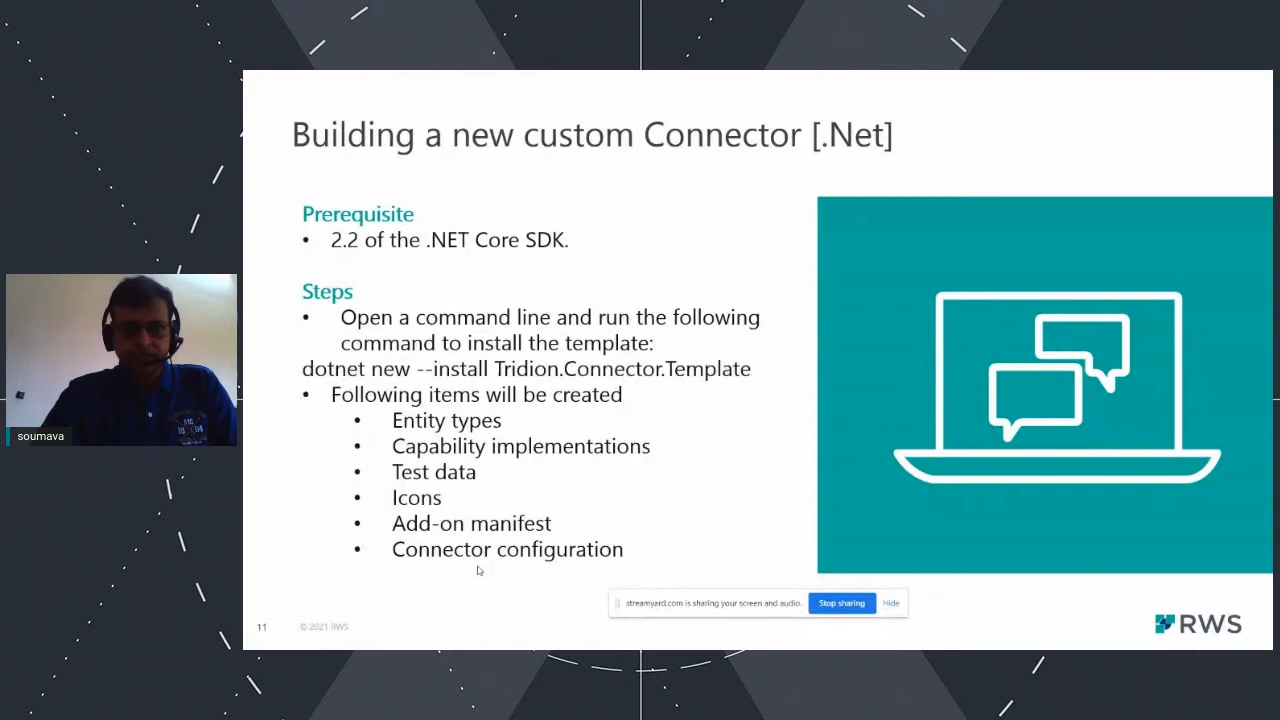 Building a new custom Connector [.Net]
Prerequisite
• 2.2 of the .NET Core SDK.
Steps
• Open a command line and run the following
command to install the template:
dotnet new --install Tridion.Connector.Template
• Following items will be created
• Entity types
• Capability implementations
• Test data
• Icons
• Add-on manifest
• Connector configuration
soumava
streamyard.com is sharing your screen and audio.
Stop sharing
Hide
11
© 2021 RWS
RWS